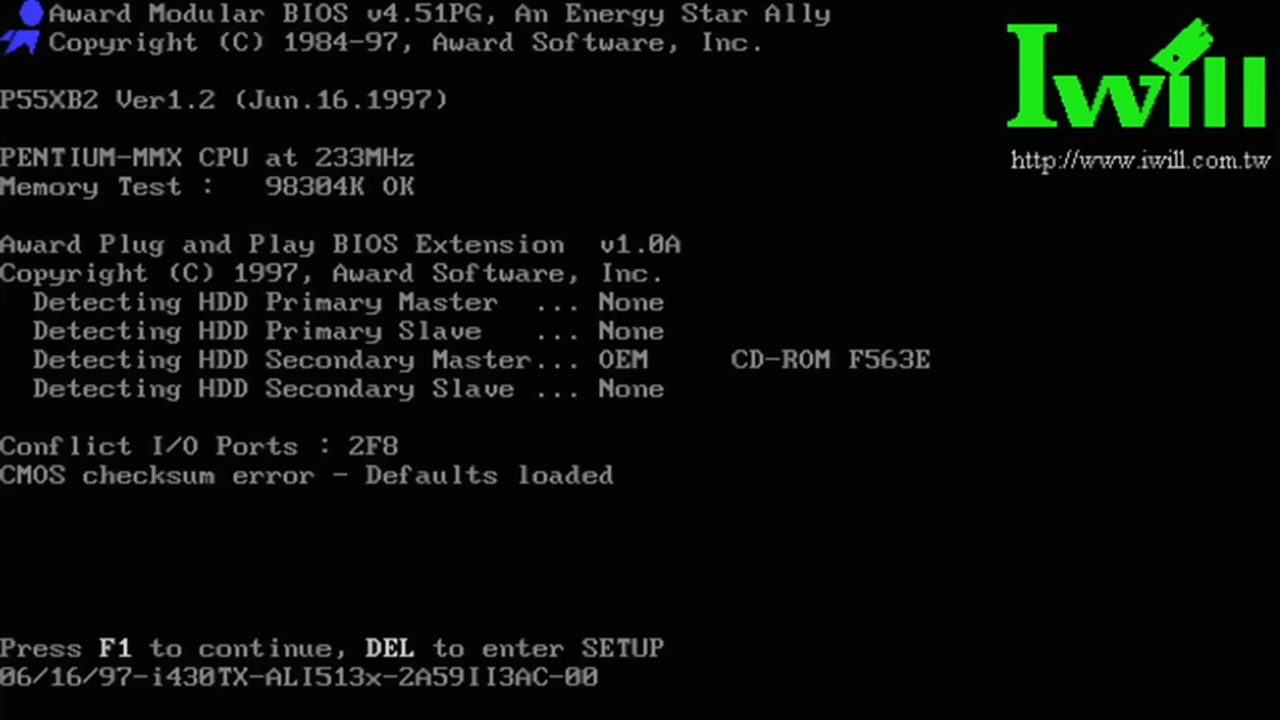 Award Modular BIOS v4.51PG, An Energy Star Ally
Copyright (C) 1984-97, Award Software, Inc.
Iwill
http://www.iwill.com.tw
P55XB2 Ver1.2 (Jun.16.1997)
PENTIUM-MMX CPU at 233MHz
Memory Test :   98304K OK
Award Plug and Play BIOS Extension  v1.0A
Copyright (C) 1997, Award Software, Inc.
Detecting HDD Primary Master  ... None
Detecting HDD Primary Slave   ... None
Detecting HDD Secondary Master... OEM     CD-ROM F563E
Detecting HDD Secondary Slave ... None
Conflict I/O Ports : 2F8
CMOS checksum error - Defaults loaded
Press F1 to continue, DEL to enter SETUP
06/16/97-i430TX-ALI513x-2A59II3AC-00